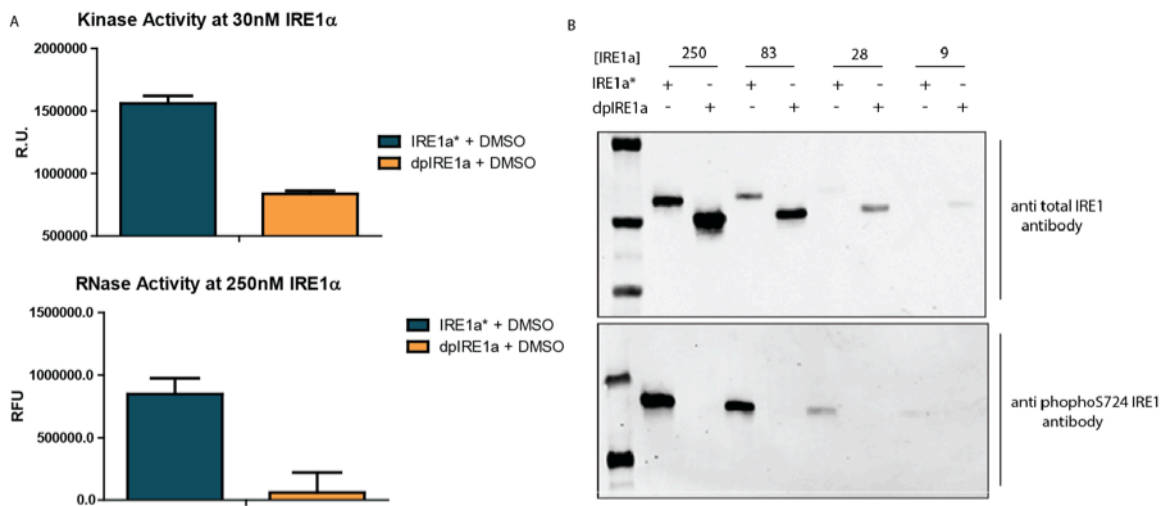 A
Kinase Activity at 30nM IRE1α
2000000
1500000
1000000
500000
R.U.
IRE1a* + DMSO
dpIRE1a + DMSO
RNase Activity at 250nM IRE1α
1500000.0
1000000.0
500000.0
0.0
RFU
IRE1a* + DMSO
dpIRE1a + DMSO
B
[IRE1a] 250 83 28 9
IRE1a* + - + - + - + -
dpIRE1a - + - + - + - +
anti total IRE1
antibody
anti phophoS724 IRE1
antibody